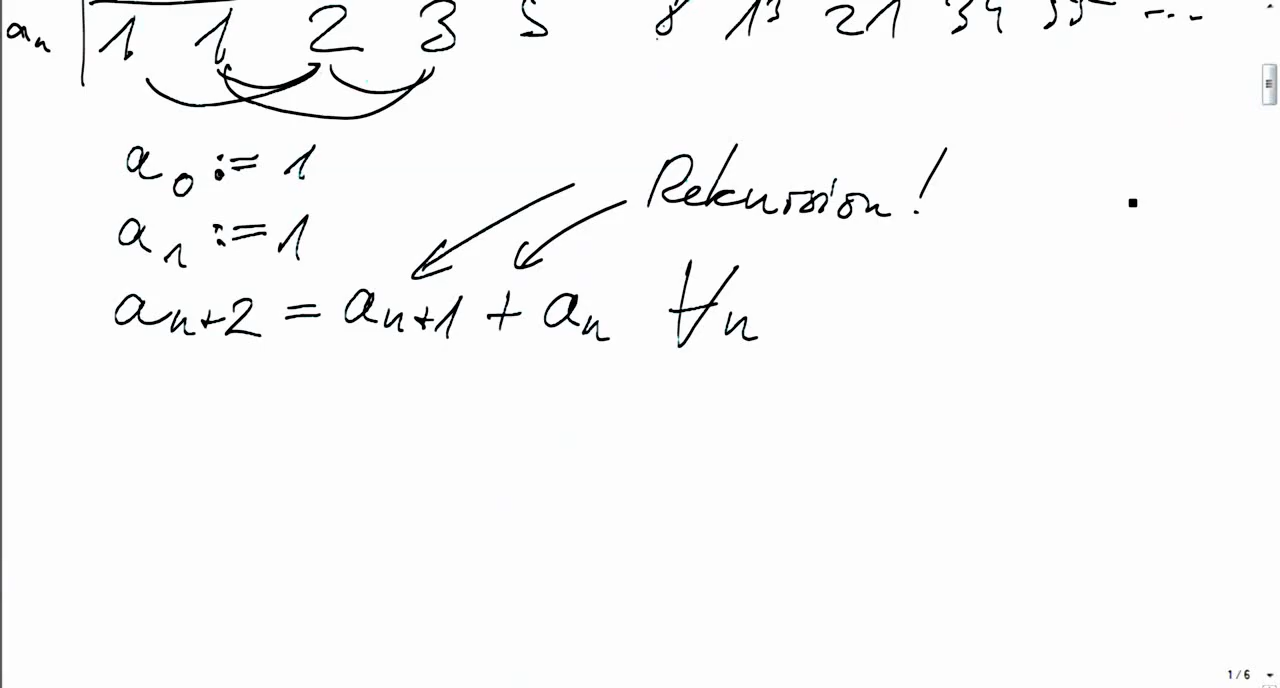 aₙ 1 1 2 3 5 8 13 21 34 55 ...
a₀ := 1
Rekursion!
a₁ := 1
aₙ₊₂ = aₙ₊₁ + aₙ ∀n
1/6